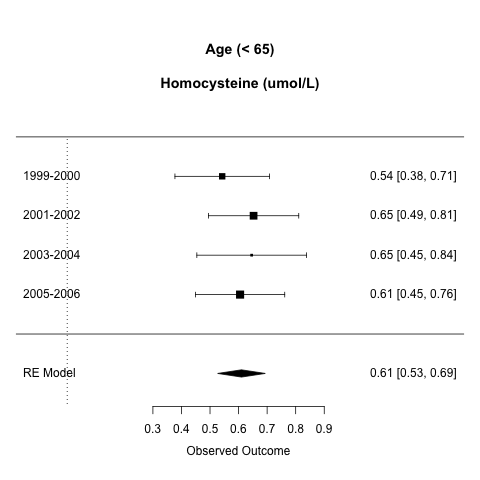 Age (< 65)
Homocysteine (umol/L)
1999-2000 0.54 [0.38, 0.71]
2001-2002 0.65 [0.49, 0.81]
2003-2004 0.65 [0.45, 0.84]
2005-2006 0.61 [0.45, 0.76]
RE Model 0.61 [0.53, 0.69]
0.3 0.4 0.5 0.6 0.7 0.8 0.9
Observed Outcome